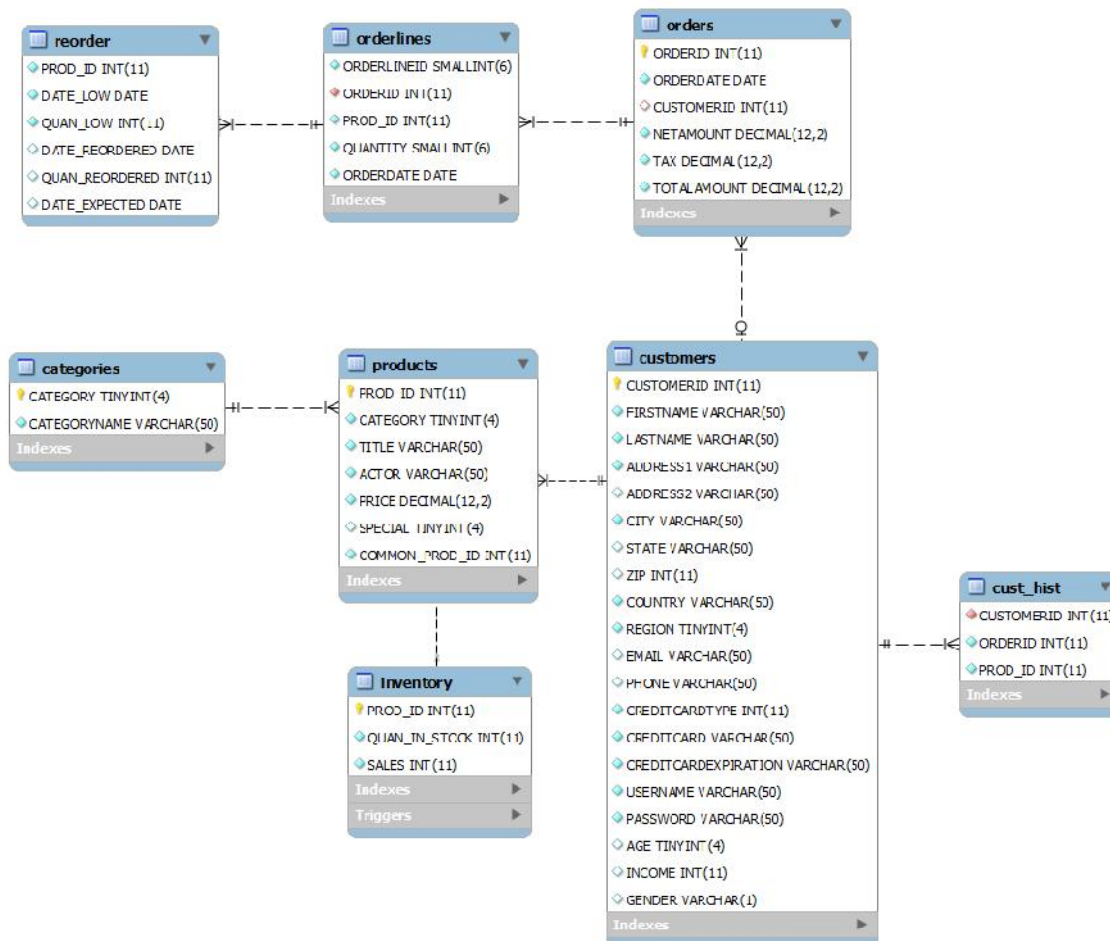 reorder
PROD_ID INT(11)
DATE_LOW DATE
QUAN_LOW INT(11)
DATE_REORDERED DATE
QUAN_REORDERED INT(11)
DATE_EXPECTED DATE
orderlines
ORDERLINEID SMALLINT(6)
ORDERID INT(11)
PROD_ID INT(11)
QUANTITY SMALLINT(6)
ORDERDATE DATE
Indexes
orders
ORDERID INT(11)
ORDERDATE DATE
CUSTOMERID INT(11)
NETAMOUNT DECIMAL(12,2)
TAX DECIMAL(12,2)
TOTALAMOUNT DECIMAL(12,2)
Indexes
categories
CATEGORY TINYINT(4)
CATEGORYNAME VARCHAR(50)
Indexes
products
PROD_ID INT(11)
CATEGORY TINYINT(4)
TITLE VARCHAR(50)
ACTOR VARCHAR(50)
PRICE DECIMAL(12,2)
SPECIAL TINYINT(4)
COMMON_PROD_ID INT(11)
Indexes
customers
CUSTOMERID INT(11)
FIRSTNAME VARCHAR(50)
LASTNAME VARCHAR(50)
ADDRESS1 VARCHAR(50)
ADDRESS2 VARCHAR(50)
CITY VARCHAR(50)
STATE VARCHAR(50)
ZIP INT(11)
COUNTRY VARCHAR(50)
REGION TINYINT(4)
EMAIL VARCHAR(50)
PHONE VARCHAR(50)
CREDITCARDTYPE INT(11)
CREDITCARD VARCHAR(50)
CREDITCARDEXPIRATION VARCHAR(50)
USERNAME VARCHAR(50)
PASSWORD VARCHAR(50)
AGE TINYINT(4)
INCOME INT(11)
GENDER VARCHAR(1)
Indexes
cust_hist
CUSTOMERID INT(11)
ORDERID INT(11)
PROD_ID INT(11)
Indexes
inventory
PROD_ID INT(11)
QUAN_IN_STOCK INT(11)
SALES INT(11)
Indexes
Triggers